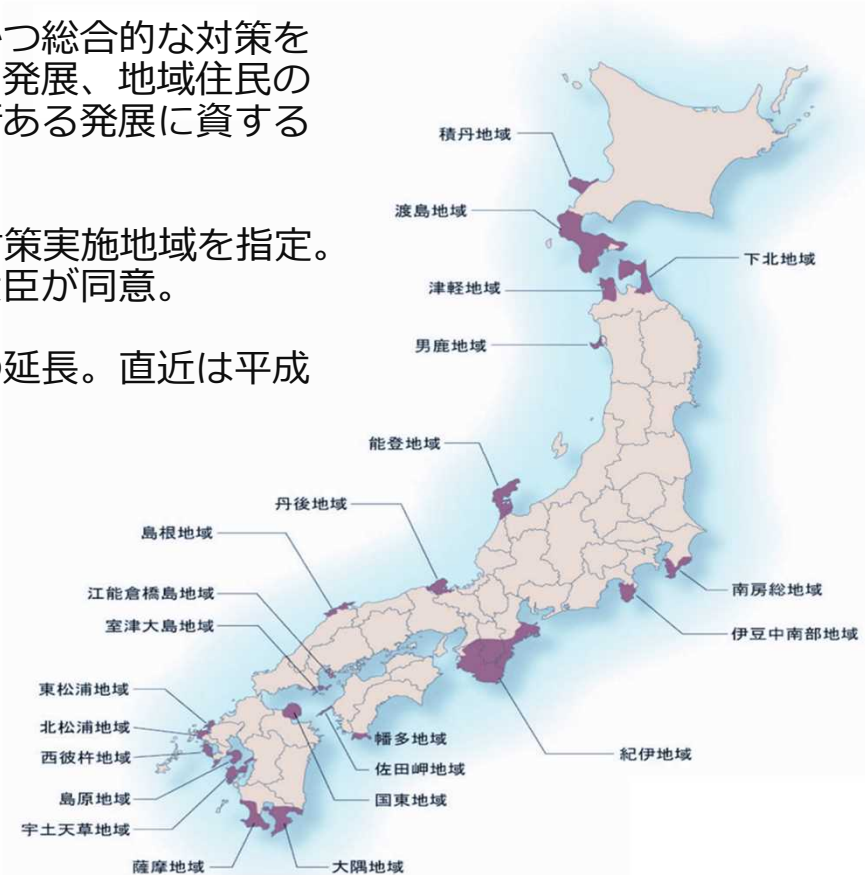 つ総合的な対策を
発展、地域住民の
ある発展に資する
策実施地域を指定。
臣が同意。
延長。直近は平成
積丹地域
渡島地域
下北地域
津軽地域
男鹿地域
能登地域
丹後地域
島根地域
江能倉橋島地域
室津大島地域
南房総地域
伊豆中南部地域
東松浦地域
北松浦地域
西彼杵地域
幡多地域
佐田岬地域
紀伊地域
島原地域
国東地域
宇土天草地域
薩摩地域
大隅地域